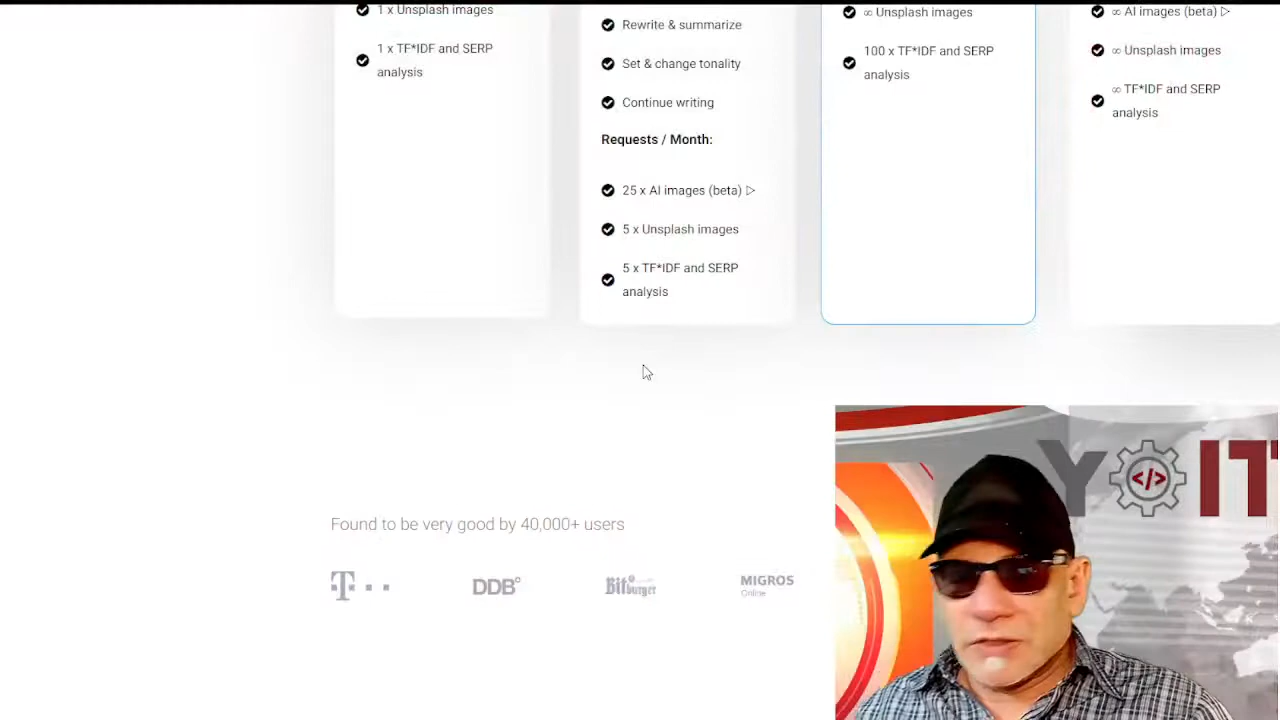 1 x Unsplash images
1 x TF*IDF and SERP
analysis
Rewrite & summarize
Set & change tonality
Continue writing
Requests / Month:
25 x AI images (beta) ▷
5 x Unsplash images
5 x TF*IDF and SERP
analysis
∞ Unsplash images
100 x TF*IDF and SERP
analysis
∞ AI images (beta) ▷
∞ Unsplash images
∞ TF*IDF and SERP
analysis
Found to be very good by 40,000+ users
T
DDB°
Bitburger
MIGROS
Online
Y </> IT